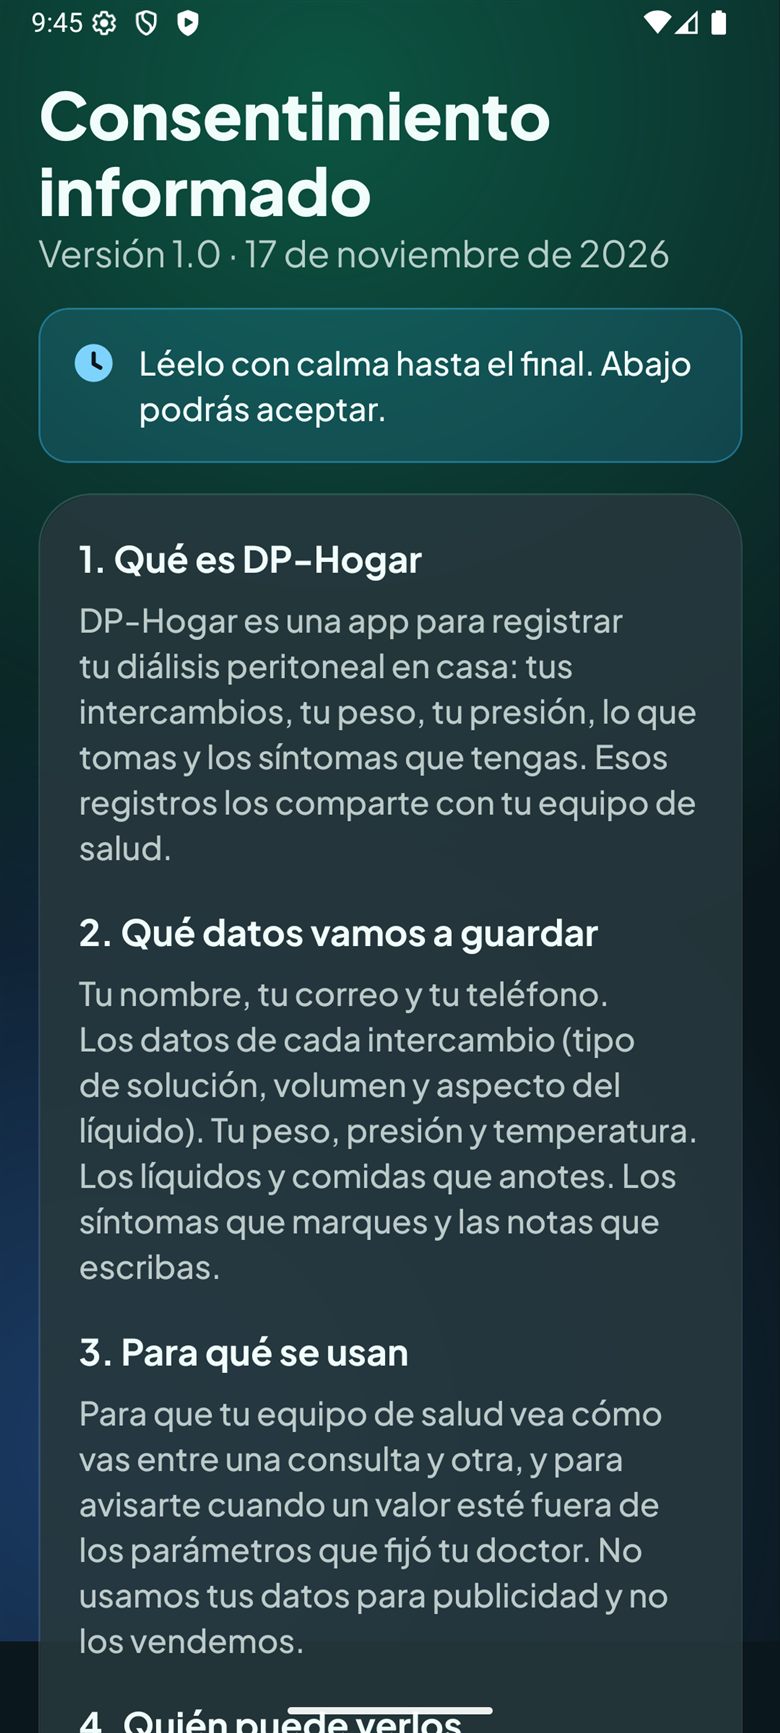 9:45
Consentimiento
informado
Versión 1.0 · 17 de noviembre de 2026
Léelo con calma hasta el final. Abajo
podrás aceptar.
1. Qué es DP-Hogar
DP-Hogar es una app para registrar
tu diálisis peritoneal en casa: tus
intercambios, tu peso, tu presión, lo que
tomas y los síntomas que tengas. Esos
registros los comparte con tu equipo de
salud.
2. Qué datos vamos a guardar
Tu nombre, tu correo y tu teléfono.
Los datos de cada intercambio (tipo
de solución, volumen y aspecto del
líquido). Tu peso, presión y temperatura.
Los líquidos y comidas que anotes. Los
síntomas que marques y las notas que
escribas.
3. Para qué se usan
Para que tu equipo de salud vea cómo
vas entre una consulta y otra, y para
avisarte cuando un valor esté fuera de
los parámetros que fijó tu doctor. No
usamos tus datos para publicidad y no
los vendemos.
4. Quién puede verlos